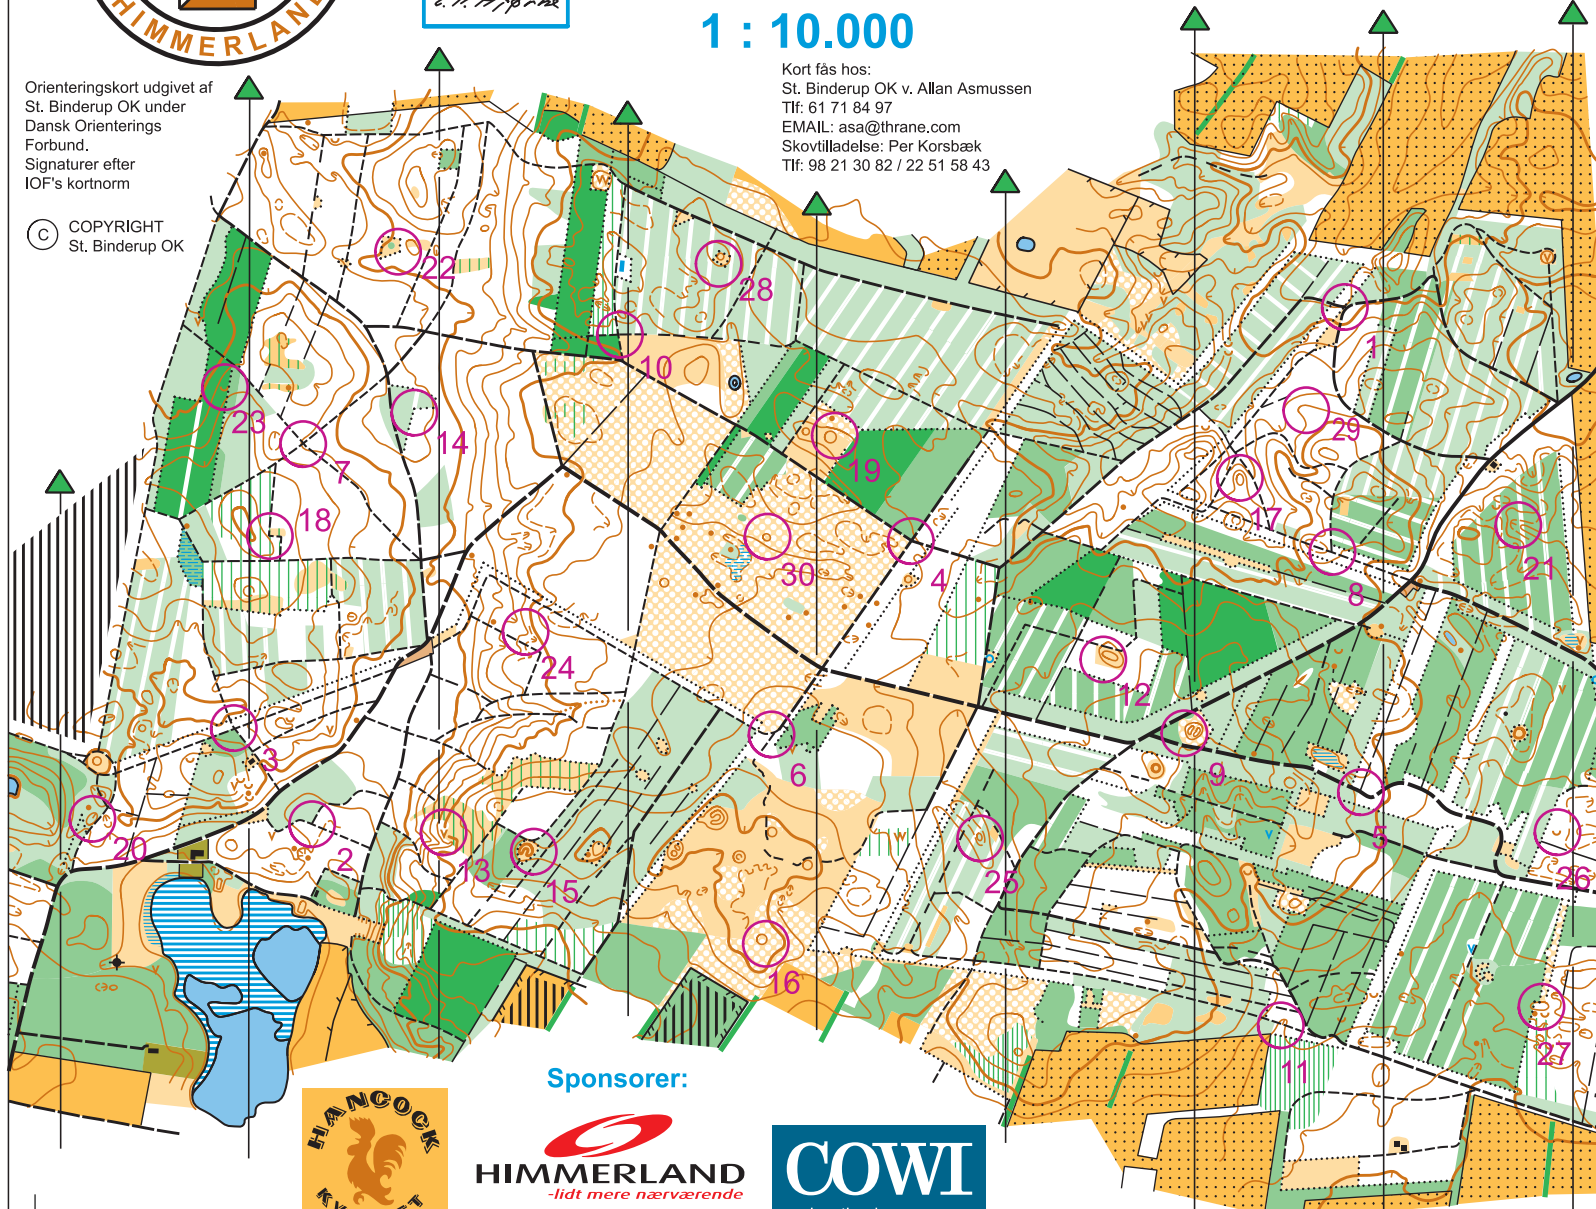 HIMMERLAND
1 : 10.000
Orienteringskort udgivet af
St. Binderup OK under
Dansk Orienterings
Forbund.
Signaturer efter
IOF's kortnorm
C COPYRIGHT
St. Binderup OK
Kort fås hos:
St. Binderup OK v. Allan Asmussen
Tlf: 61 71 84 97
EMAIL: asa@thrane.com
Skovtilladelse: Per Korsbæk
Tlf: 98 21 30 82 / 22 51 58 43
22
28
1
10
23
14
29
7
19
17
18
30
4
8
21
24
12
3
6
9
20
2
13
15
25
5
26
16
11
27
Sponsorer:
HANCOCK
HIMMERLAND
-lidt mere nærværende
COWI